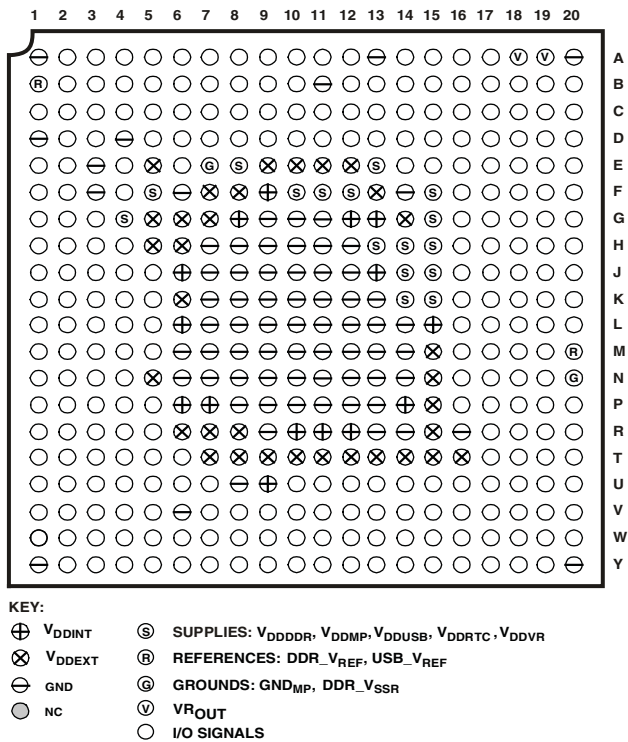 1 2 3 4 5 6 7 8 9 10 11 12 13 14 15 16 17 18 19 20
V V A
R B
C
D
G S S E
S S S S S F
S S G
S S S H
S S J
S S K
L
R M
G N
P
R
T
U
V
W
Y
KEY:
VDDINT S SUPPLIES: VDDDDR, VDDMP, VDDUSB, VDDRTC, VDDVR
VDDEXT R REFERENCES: DDR_VREF, USB_VREF
GND G GROUNDS: GNDMP, DDR_VSSR
NC V VROUT
I/O SIGNALS